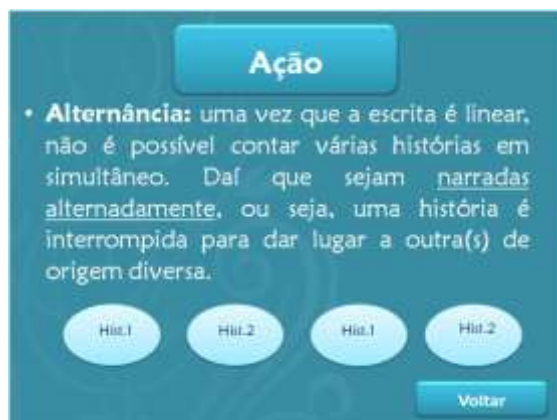 Ação
• Alternância: uma vez que a escrita é linear,
não é possível contar várias histórias em
simultâneo. Daí que sejam narradas
alternadamente, ou seja, uma história é
interrompida para dar lugar a outra(s) de
origem diversa.
Hist.1 Hist.2 Hist.1 Hist.2
Voltar